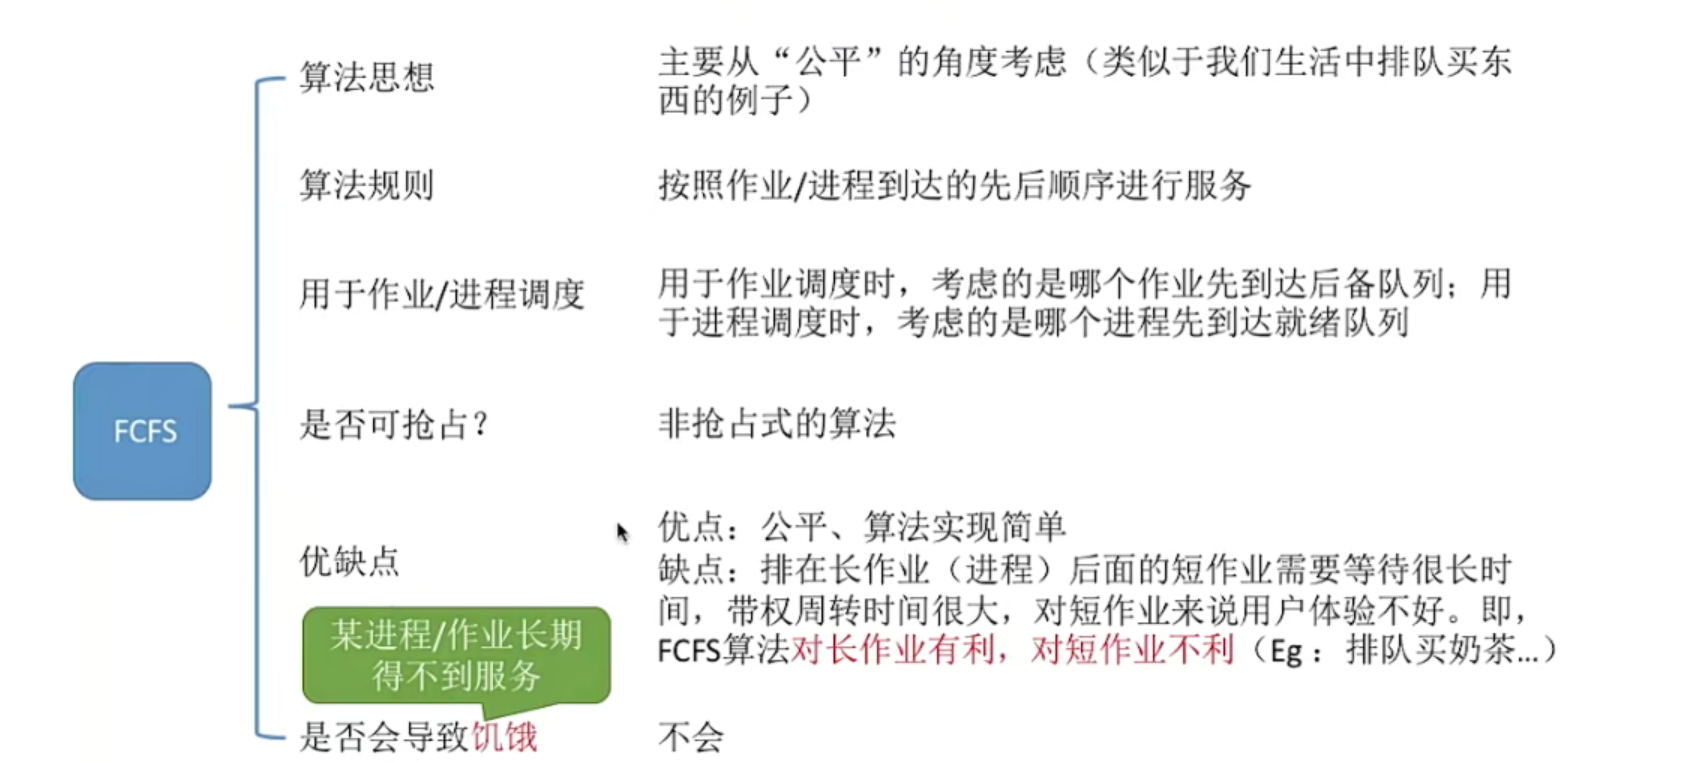 算法思想
主要从“公平”的角度考虑（类似于我们生活中排队买东
西的例子）
算法规则
按照作业/进程到达的先后顺序进行服务
用于作业/进程调度
用于作业调度时，考虑的是哪个作业先到达后备队列；用
于进程调度时，考虑的是哪个进程先到达就绪队列
FCFS
是否可抢占？
非抢占式的算法
优缺点
优点：公平、算法实现简单
缺点：排在长作业（进程）后面的短作业需要等待很长时
间，带权周转时间很大，对短作业来说用户体验不好。即，
FCFS算法对长作业有利，对短作业不利（Eg：排队买奶茶…）
某进程/作业长期
得不到服务
是否会导致饥饿
不会